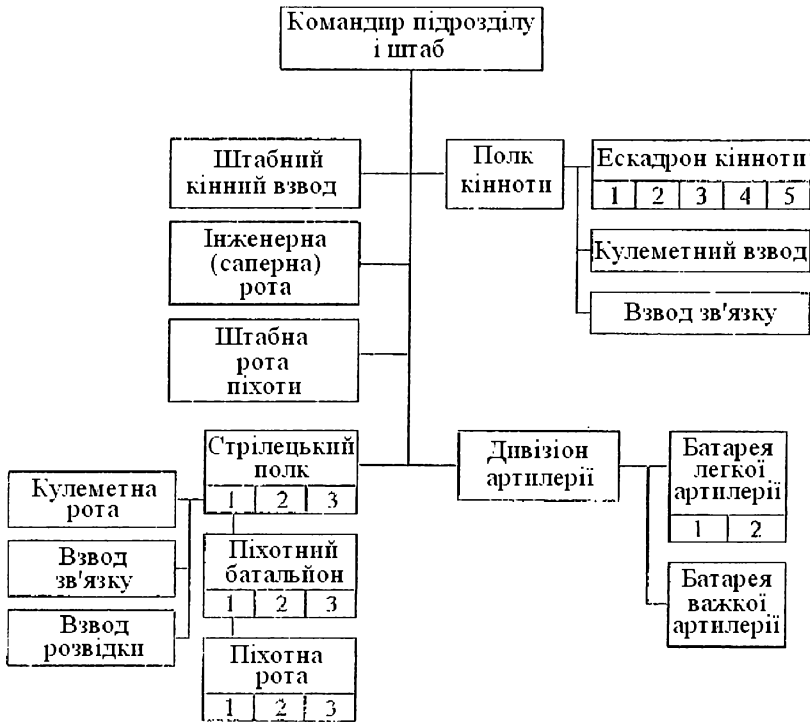 Командир підрозділу
і штаб
Штабний
кінний взвод
Полк
кінноти
Ескадрон кінноти
1 2 3 4 5
Кулеметний взвод
Взвод зв'язку
Інженерна
(саперна)
рота
Штабна
рота
піхоти
Стрілецький
полк
1 2 3
Кулеметна
рота
Взвод
зв'язку
Взвод
розвідки
Піхотний
батальйон
1 2 3
Піхотна
рота
1 2 3
Дивізіон
артилерії
Батарея
легкої
артилерії
1 2
Батарея
важкої
артилерії